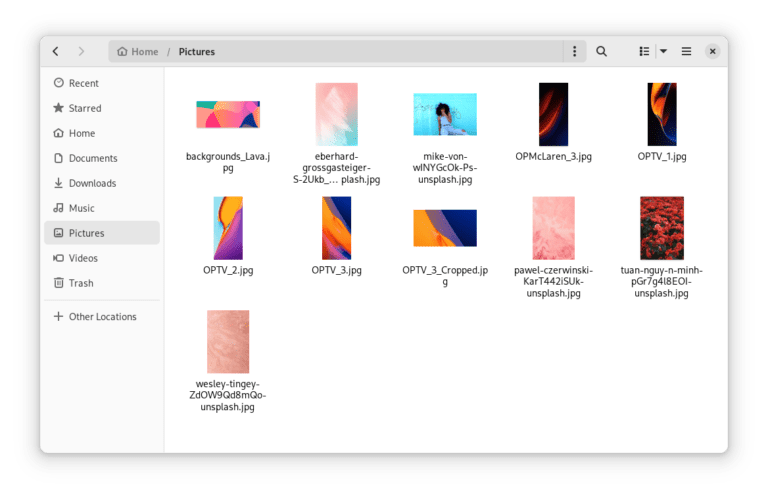 Home / Pictures
Recent
Starred
Home
Documents
Downloads
Music
Pictures
Videos
Trash
Other Locations
backgrounds_Lava.j
pg
eberhard-
grossgasteiger-
S-2Ukb_... plash.jpg
mike-von-
wlNYGcOk-Ps-
unsplash.jpg
OPMcLaren_3.jpg
OPTV_1.jpg
OPTV_2.jpg
OPTV_3.jpg
OPTV_3_Cropped.jp
g
pawel-czerwinski-
KarT442iSUk-
unsplash.jpg
tuan-nguy-n-minh-
pGr7g4l8EOI-
unsplash.jpg
wesley-tingey-
ZdOW9Qd8mQo-
unsplash.jpg